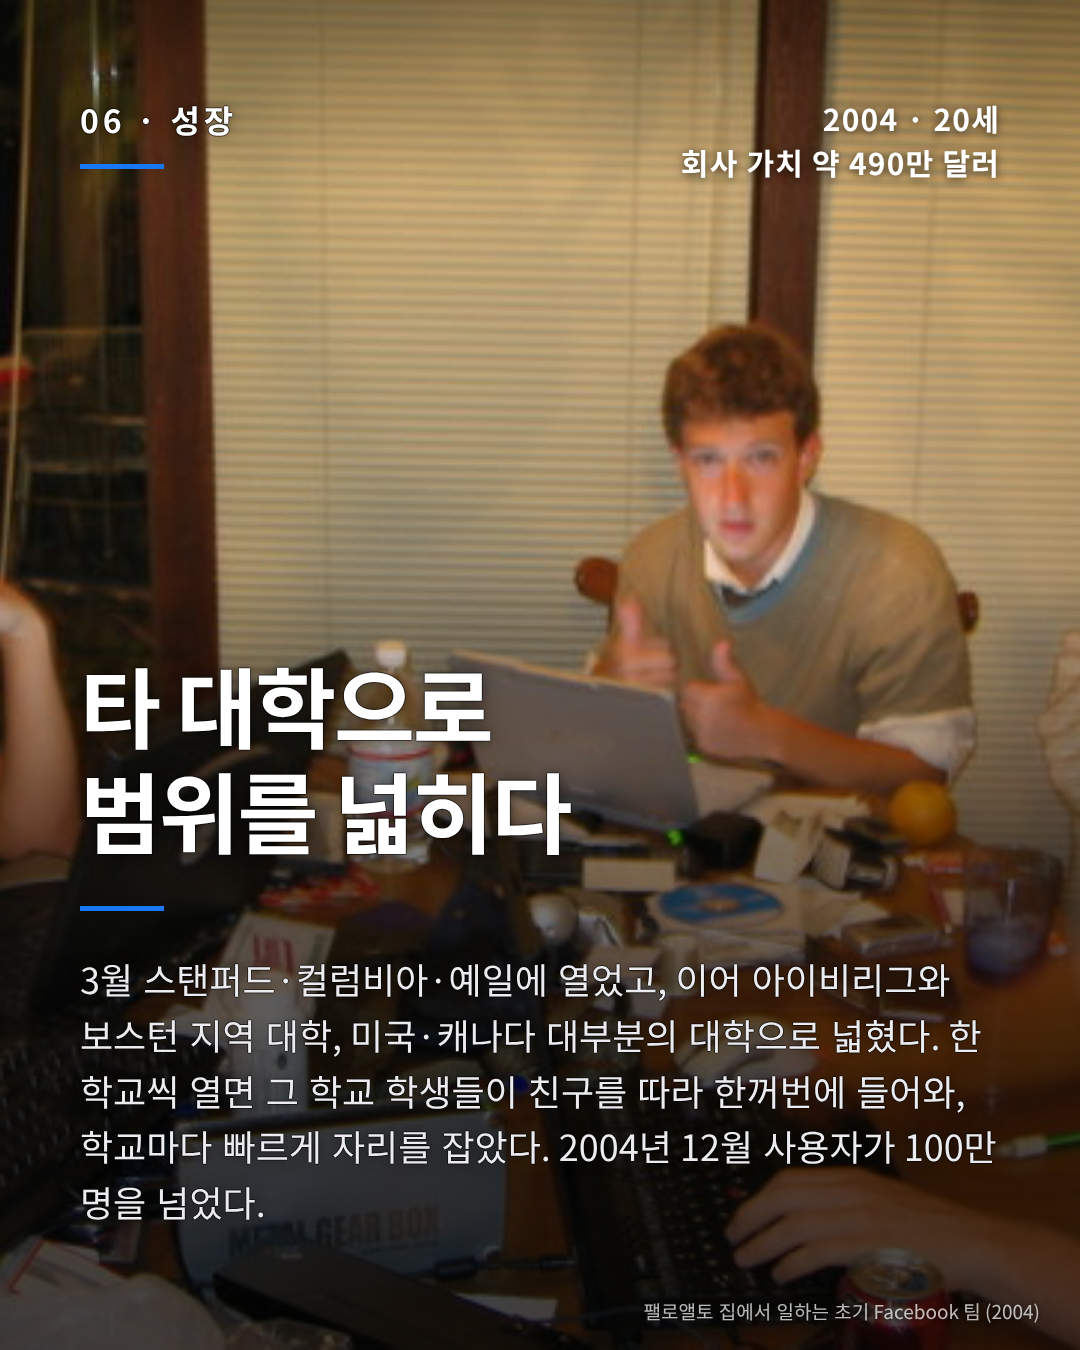 06 · 성장
2004 · 20세
회사 가치 약 490만 달러
타 대학으로
범위를 넓히다
3월 스탠퍼드·컬럼비아·예일에 열었고, 이어 아이비리그와
보스턴 지역 대학, 미국·캐나다 대부분의 대학으로 넓혔다. 한
학교씩 열면 그 학교 학생들이 친구를 따라 한꺼번에 들어와,
학교마다 빠르게 자리를 잡았다. 2004년 12월 사용자가 100만
명을 넘었다.
METAL GEAR BOX
팰로앨토 집에서 일하는 초기 Facebook 팀 (2004)